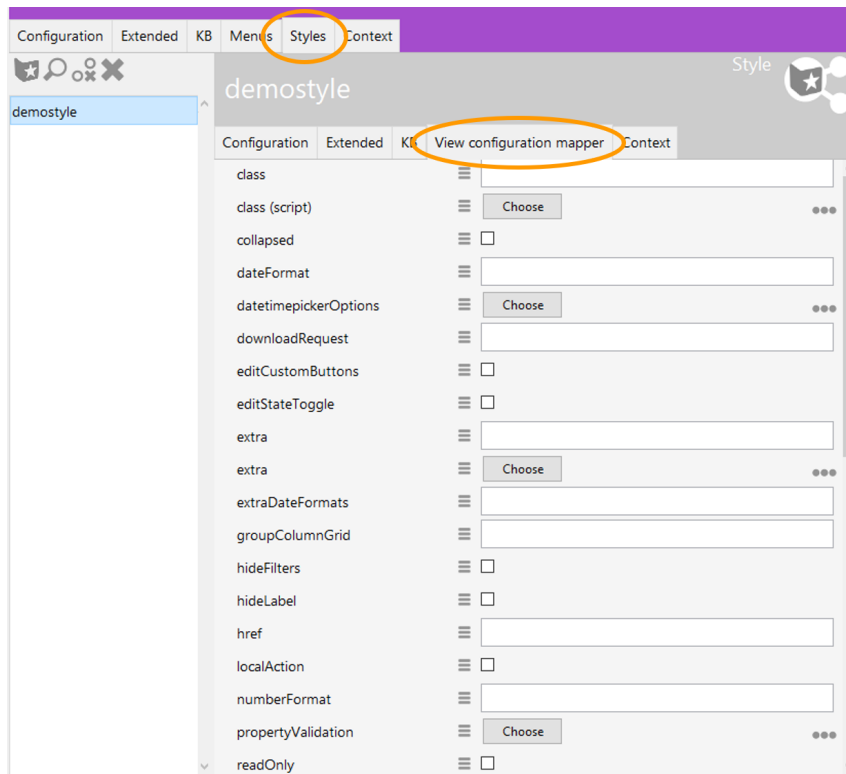 Configuration Extended KB Menus Styles Context
Style
demostyle
demostyle
Configuration Extended KB View configuration mapper Context
class
class (script) Choose
collapsed
dateFormat
datetimepickerOptions Choose
downloadRequest
editCustomButtons
editStateToggle
extra
extra Choose
extraDateFormats
groupColumnGrid
hideFilters
hideLabel
href
localAction
numberFormat
propertyValidation Choose
readOnly